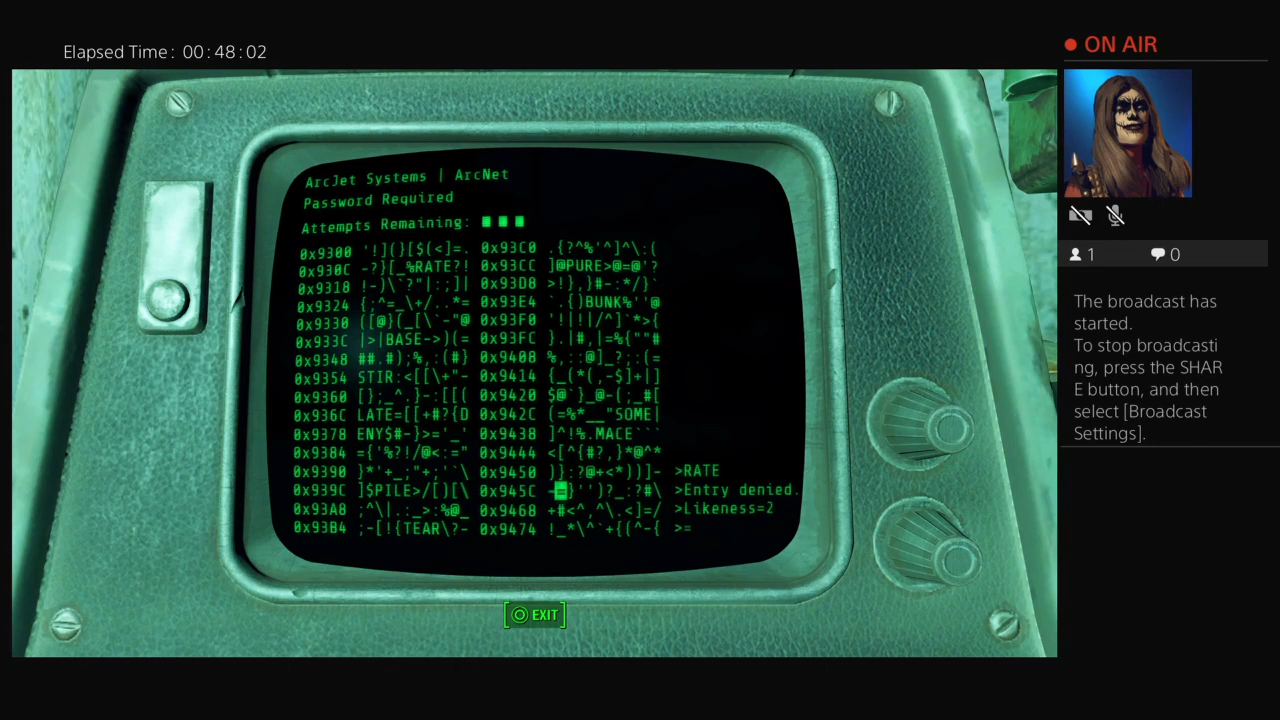 Elapsed Time: 00:48:02
ON AIR
ArcJet Systems | ArcNet
Password Required
Attempts Remaining:
0x9300 '!](}[$(<]=. 0x93C0 .{?^%'^]^\:(
0x930C -?}[_%RATE?! 0x93CC ]@PURE>@=@'?
0x9318 !-)\`?"|:;]| 0x93D8 >!},}#-:*/}`
0x9324 {;^=_\+/..*= 0x93E4 `.{)BUNK%''@
0x9330 ([@}(_[\`-"@ 0x93F0 '!|!|/^]`*>{
0x933C |>|BASE->)(= 0x93FC }.|#,|=%{""#
0x9348 ##.#);%,:(#} 0x9408 %,::@]_?;:(=
0x9354 STIR:<[[\+"- 0x9414 {_(*(,-$]+|]
0x9360 [};_^.}-:[[( 0x9420 $@`}_@-(;_#[
0x936C LATE=[[+#?{D 0x942C (=%*__"SOME|
0x9378 ENY$#-}>='_' 0x9438 ]^!%.MACE```
0x9384 ={'%?!/@<:=" 0x9444 <[^{#?,}*@^*
0x9390 }*'+_;"+;'`\ 0x9450 )}:?@+<*))]- >RATE
0x939C ]$PILE>/[)[\ 0x945C -=}'')?_:?#\ >Entry denied.
0x93A8 ;^\|.:_>:%@_ 0x9468 +#<^,^\.<]=/ >Likeness=2
0x93B4 ;-[!{TEAR\?- 0x9474 !_*\^`+{(^-{ >=
EXIT
1 0
The broadcast has
started.
To stop broadcasti
ng, press the SHAR
E button, and then
select [Broadcast
Settings].